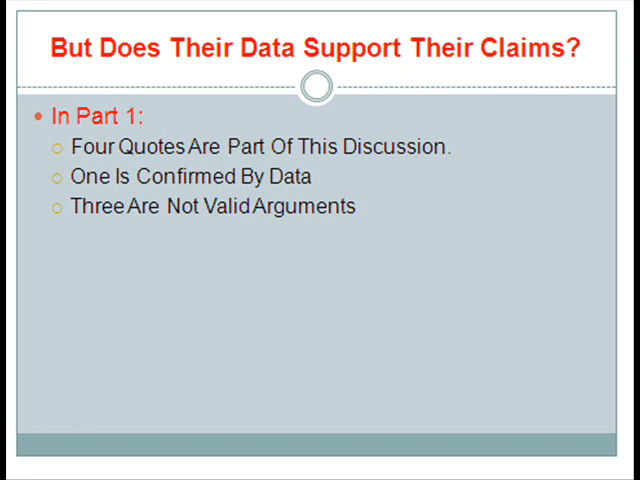 But Does Their Data Support Their Claims?
In Part 1:
Four Quotes Are Part Of This Discussion.
One Is Confirmed By Data
Three Are Not Valid Arguments